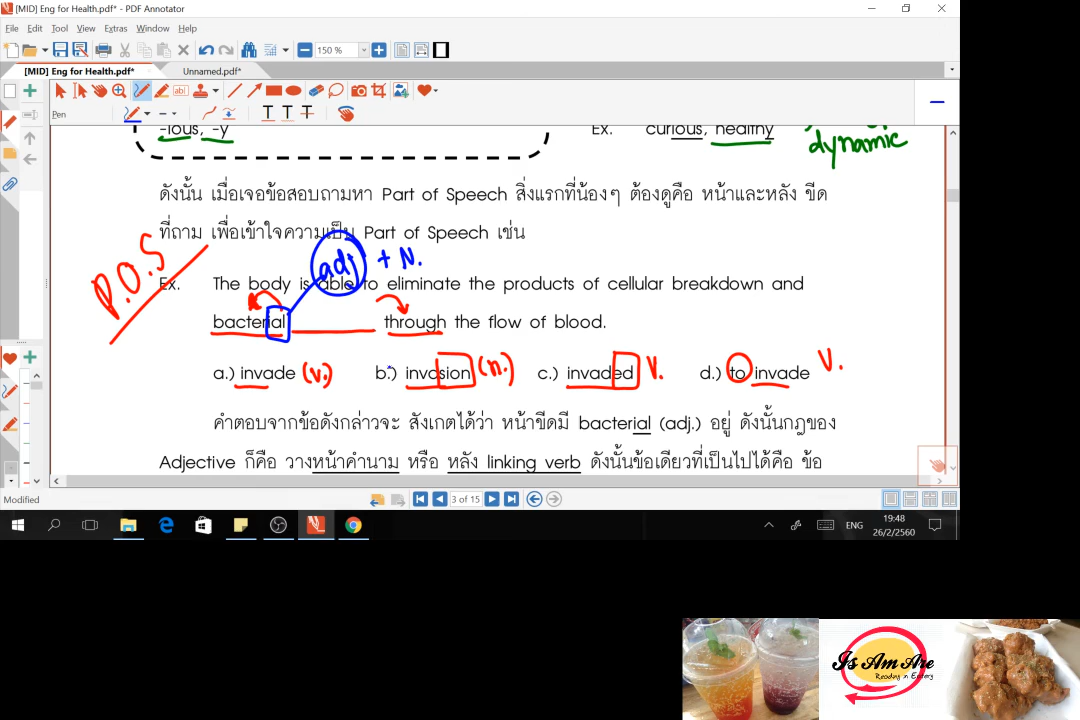 [MID] Eng for Health.pdf* - PDF Annotator
File Edit Tool View Extras Window Help
150 %
[MID] Eng for Health.pdf* Unnamed.pdf*
Pen
-ious, -y Ex. curious, healthy
dynamic
ดังนั้น เมื่อเจอข้อสอบถามหา Part of Speech สิ่งแรกที่น้องๆ ต้องดูคือ หน้าและหลัง ขีด
ที่ถาม เพื่อเข้าใจความเป็น Part of Speech เช่น
P.O.S adj + N.
Ex. The body is able to eliminate the products of cellular breakdown and
bacterial ________ through the flow of blood.
a.) invade (v.) b.) invasion (n.) c.) invaded V. d.) to invade V.
คำตอบจากข้อดังกล่าวจะ สังเกตได้ว่า หน้าขีดมี bacterial (adj.) อยู่ ดังนั้นกฎของ
Adjective ก็คือ วางหน้าคำนาม หรือ หลัง linking verb ดังนั้นข้อเดียวที่เป็นไปได้คือ ข้อ
Modified 3 of 15
ENG 19:48
26/2/2560
Is Am Are
Reading n Eatery